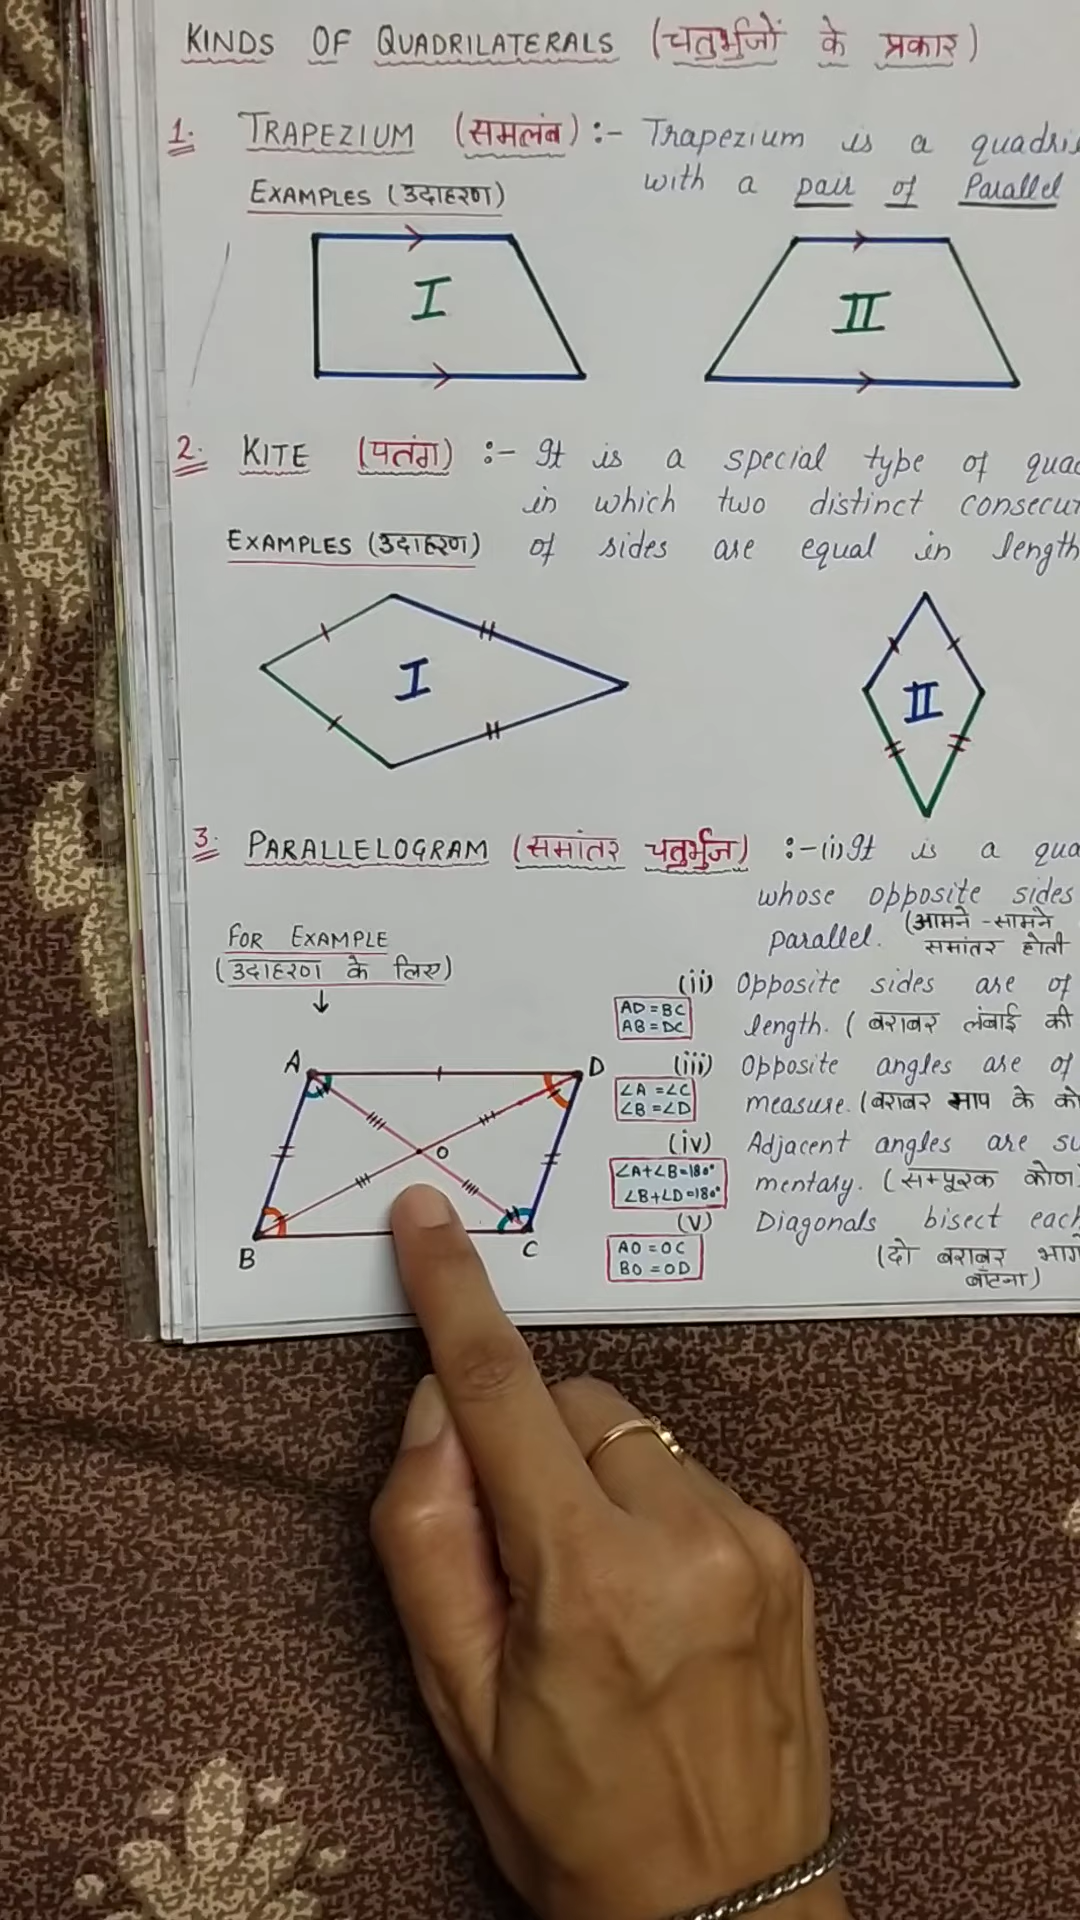 KINDS OF QUADRILATERALS (चतुर्भुजों के प्रकार)
1. TRAPEZIUM (समलंब) :- Trapezium is a
with a pair of Parallel
EXAMPLES (उदाहरण)
I
II
2. KITE (पतंग) :- It is a special type of
in which two distinct
EXAMPLES (उदाहरण) of sides are equal in length
I
II
3. PARALLELOGRAM (समांतर चतुर्भुज) :-(i) It is a
whose opposite sides
parallel. (आमने-सामने
समांतर होती
FOR EXAMPLE
(उदाहरण के लिए)
↓
(ii) Opposite sides are of
AD=BC
AB=DC
length. (बराबर लंबाई की
(iii) Opposite angles are of
∠A=∠C
∠B=∠D
measure. (बराबर माप के
(iv) Adjacent angles are
∠A+∠B=180°
∠B+∠D=180°
mentary. (सम्पूरक कोण)
(v) Diagonals bisect each
AO=OC
BO=OD
(दो बराबर
बाँटना)
A
D
O
B
C